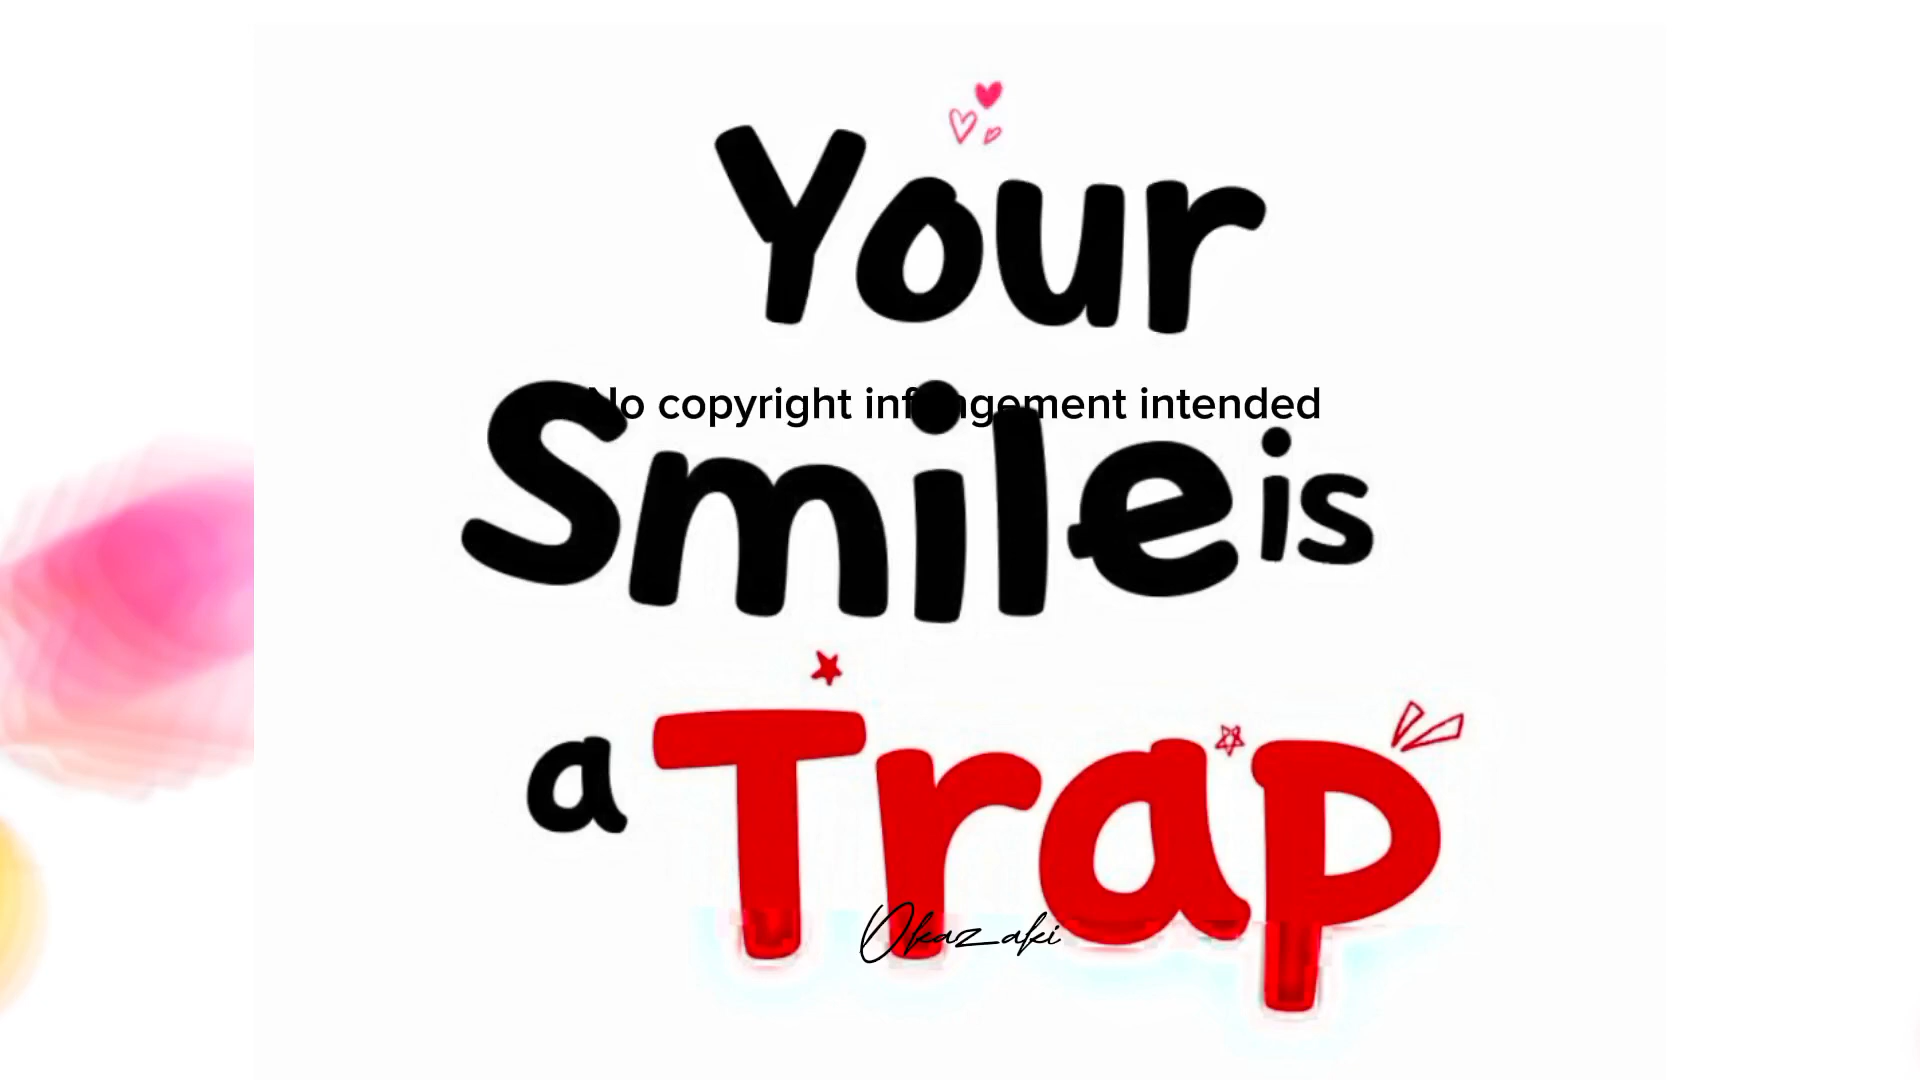 Your
No copyright infringement intended
Smile is
a Trap
Okazaki